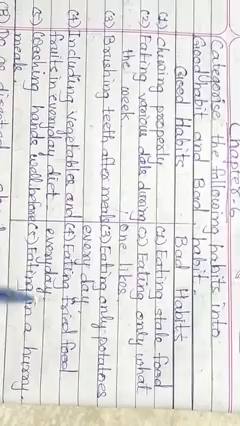 Chapter-6
Categorise the following habits into
Good habit and Bad habit.
Good Habits
Bad Habits
(1) Chewing properly
(1) Eating stale food
(2) Eating various during
the week
(2) Eating only what
one likes
(3) Brushing teeth after meals
(3) Eating only potatoes
every day
(4) Including vegetables and
fruits in everyday diet.
(4) Eating fried food
everyday.
(5) washing hands before
meals
(5) Eating in a hurry.
(B)